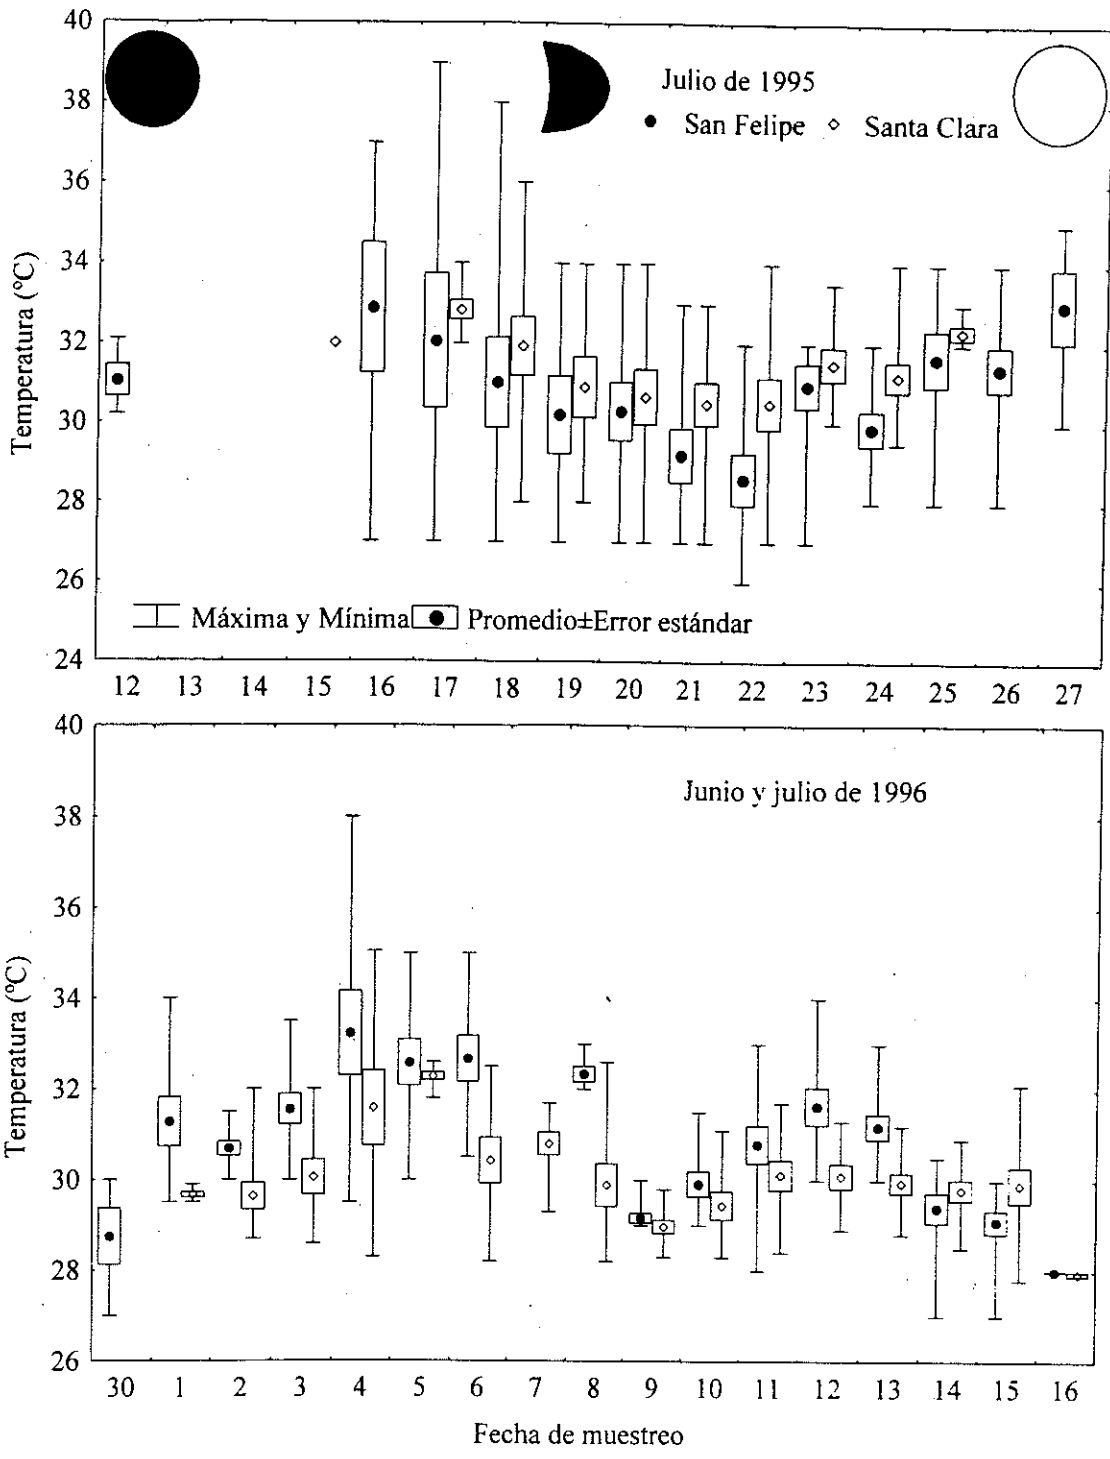 40
38
36
34
32
30
28
26
24
Temperatura (ºC)
Julio de 1995
San Felipe Santa Clara
Máxima y Mínima Promedio±Error estándar
12 13 14 15 16 17 18 19 20 21 22 23 24 25 26 27
40
38
36
34
32
30
28
26
Temperatura (ºC)
Junio y julio de 1996
30 1 2 3 4 5 6 7 8 9 10 11 12 13 14 15 16
Fecha de muestreo